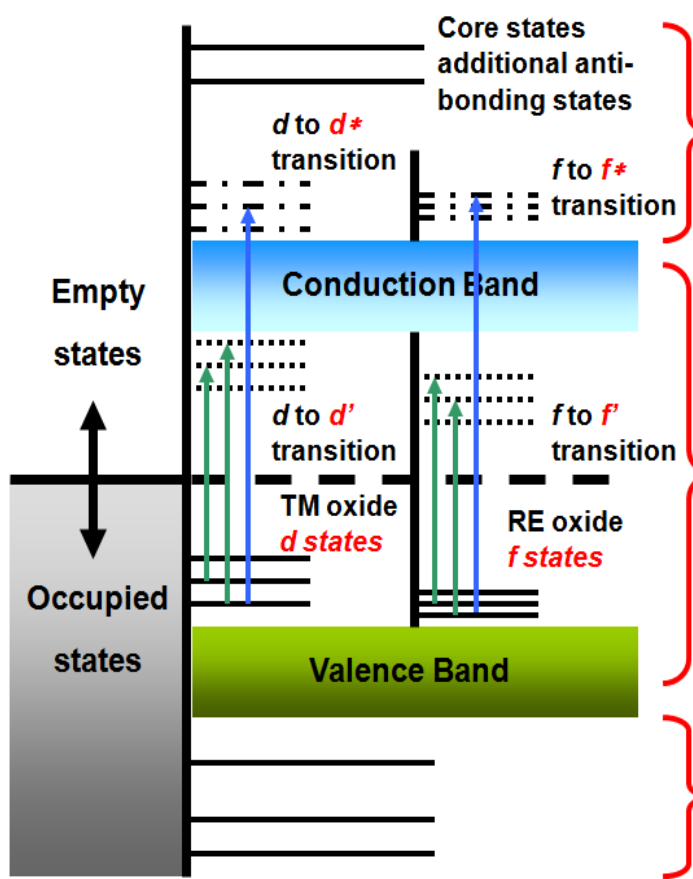 Core states
additional anti-
bonding states
d to d*
transition
f to f*
transition
Conduction Band
Empty
states
d to d’
transition
f to f’
transition
TM oxide
d states
RE oxide
f states
Occupied
states
Valence Band